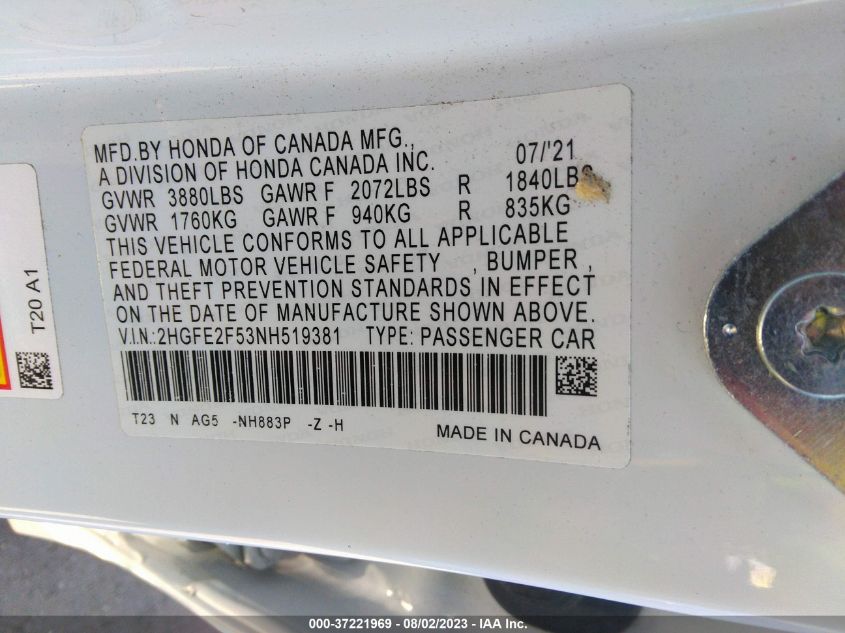 MFD.BY HONDA OF CANADA MFG., 07/'21
A DIVISION OF HONDA CANADA INC.
GVWR 3880LBS GAWR F 2072LBS R 1840LBS
GVWR 1760KG GAWR F 940KG R 835KG
THIS VEHICLE CONFORMS TO ALL APPLICABLE
FEDERAL MOTOR VEHICLE SAFETY , BUMPER ,
AND THEFT PREVENTION STANDARDS IN EFFECT
ON THE DATE OF MANUFACTURE SHOWN ABOVE.
V.I.N.:2HGFE2F53NH519381 TYPE: PASSENGER CAR
T23 N AG5 -NH883P -Z -H
MADE IN CANADA
T20 A1
000-37221969 - 08/02/2023 - IAA Inc.